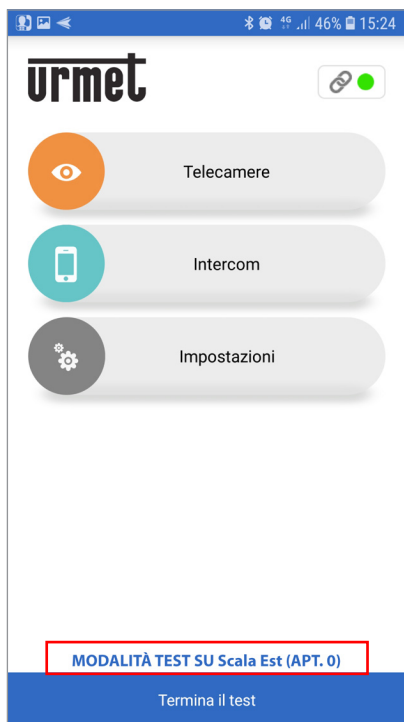 4G 46% 15:24
urmet
Telecamere
Intercom
Impostazioni
MODALITÀ TEST SU Scala Est (APT. 0)
Termina il test